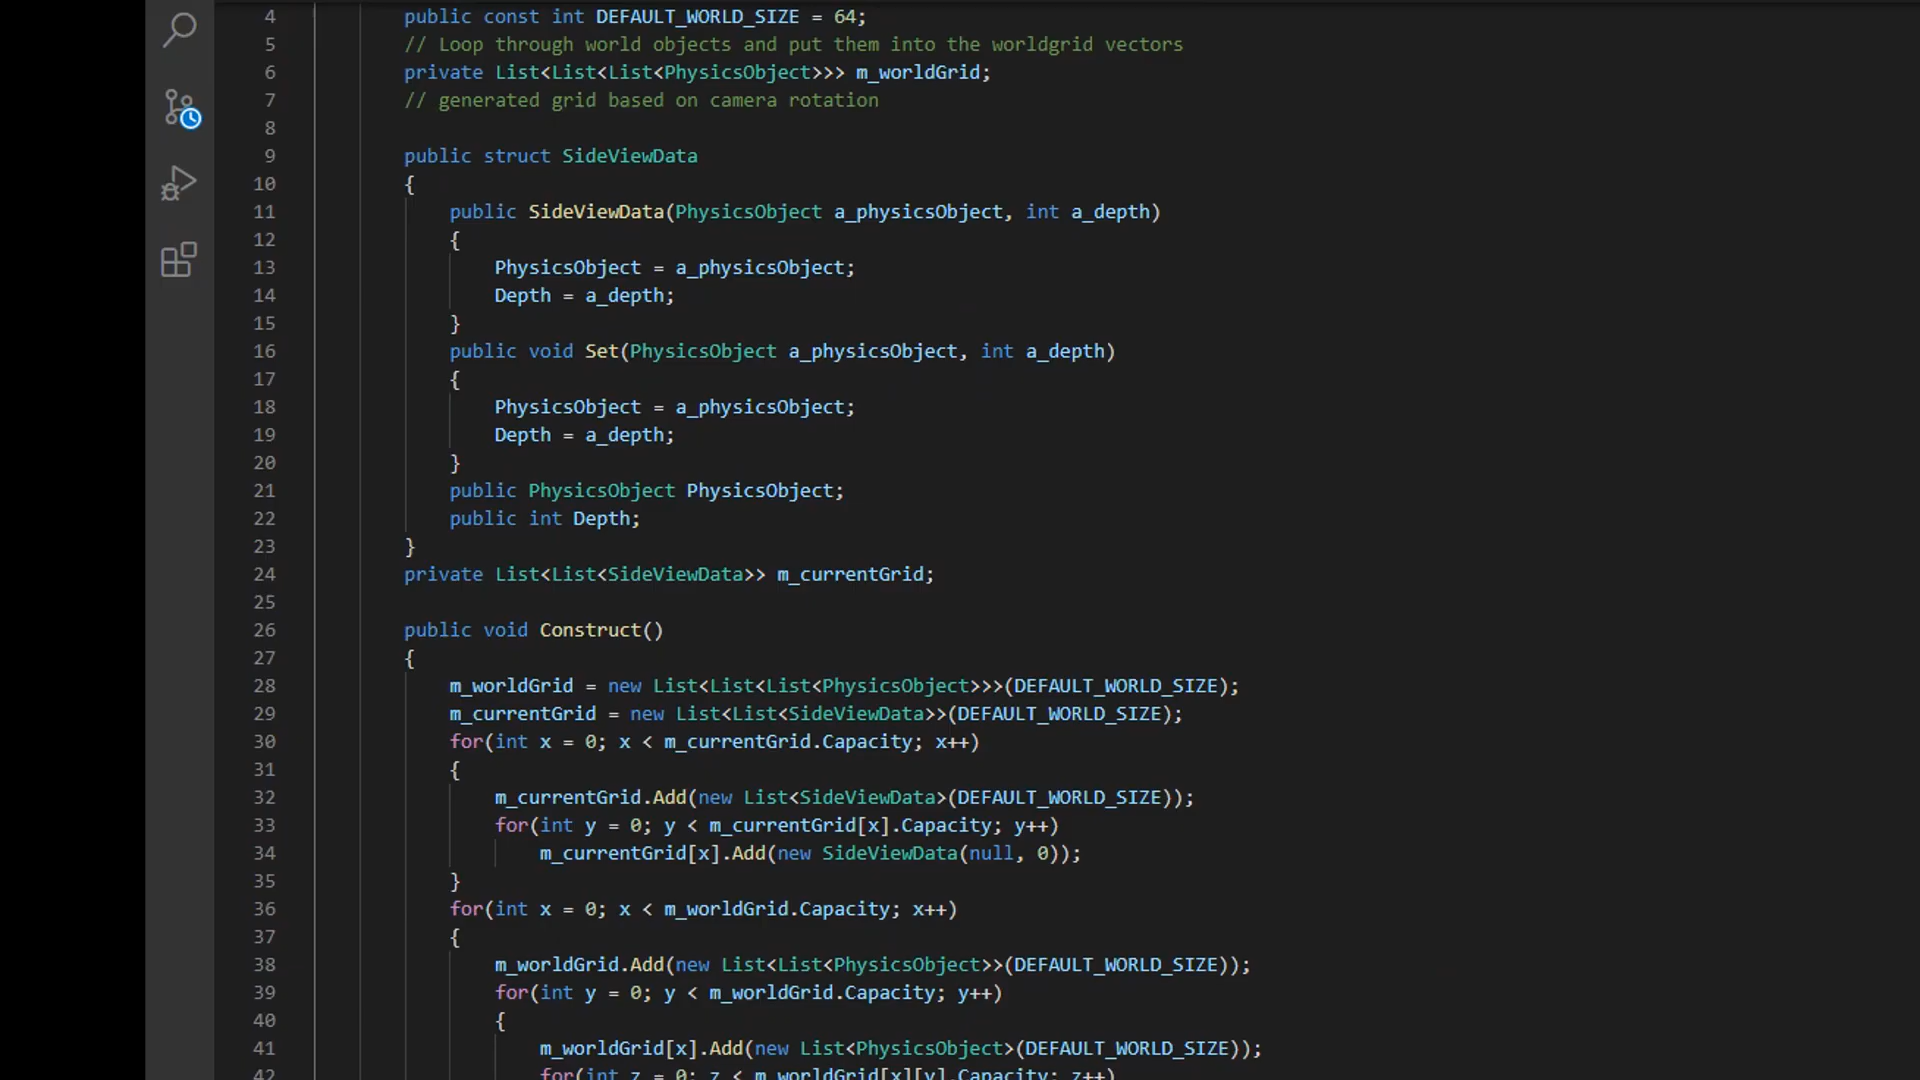 4 public const int DEFAULT_WORLD_SIZE = 64;
5 // Loop through world objects and put them into the worldgrid vectors
6 private List<List<List<PhysicsObject>>> m_worldGrid;
7 // generated grid based on camera rotation
8
9 public struct SideViewData
10 {
11 public SideViewData(PhysicsObject a_physicsObject, int a_depth)
12 {
13 PhysicsObject = a_physicsObject;
14 Depth = a_depth;
15 }
16 public void Set(PhysicsObject a_physicsObject, int a_depth)
17 {
18 PhysicsObject = a_physicsObject;
19 Depth = a_depth;
20 }
21 public PhysicsObject PhysicsObject;
22 public int Depth;
23 }
24 private List<List<SideViewData>> m_currentGrid;
25
26 public void Construct()
27 {
28 m_worldGrid = new List<List<List<PhysicsObject>>>(DEFAULT_WORLD_SIZE);
29 m_currentGrid = new List<List<SideViewData>>(DEFAULT_WORLD_SIZE);
30 for(int x = 0; x < m_currentGrid.Capacity; x++)
31 {
32 m_currentGrid.Add(new List<SideViewData>(DEFAULT_WORLD_SIZE));
33 for(int y = 0; y < m_currentGrid[x].Capacity; y++)
34 m_currentGrid[x].Add(new SideViewData(null, 0));
35 }
36 for(int x = 0; x < m_worldGrid.Capacity; x++)
37 {
38 m_worldGrid.Add(new List<List<PhysicsObject>>(DEFAULT_WORLD_SIZE));
39 for(int y = 0; y < m_worldGrid.Capacity; y++)
40 {
41 m_worldGrid[x].Add(new List<PhysicsObject>(DEFAULT_WORLD_SIZE));
42 for(int z = 0; z < m_worldGrid[x][y].Capacity; z++)